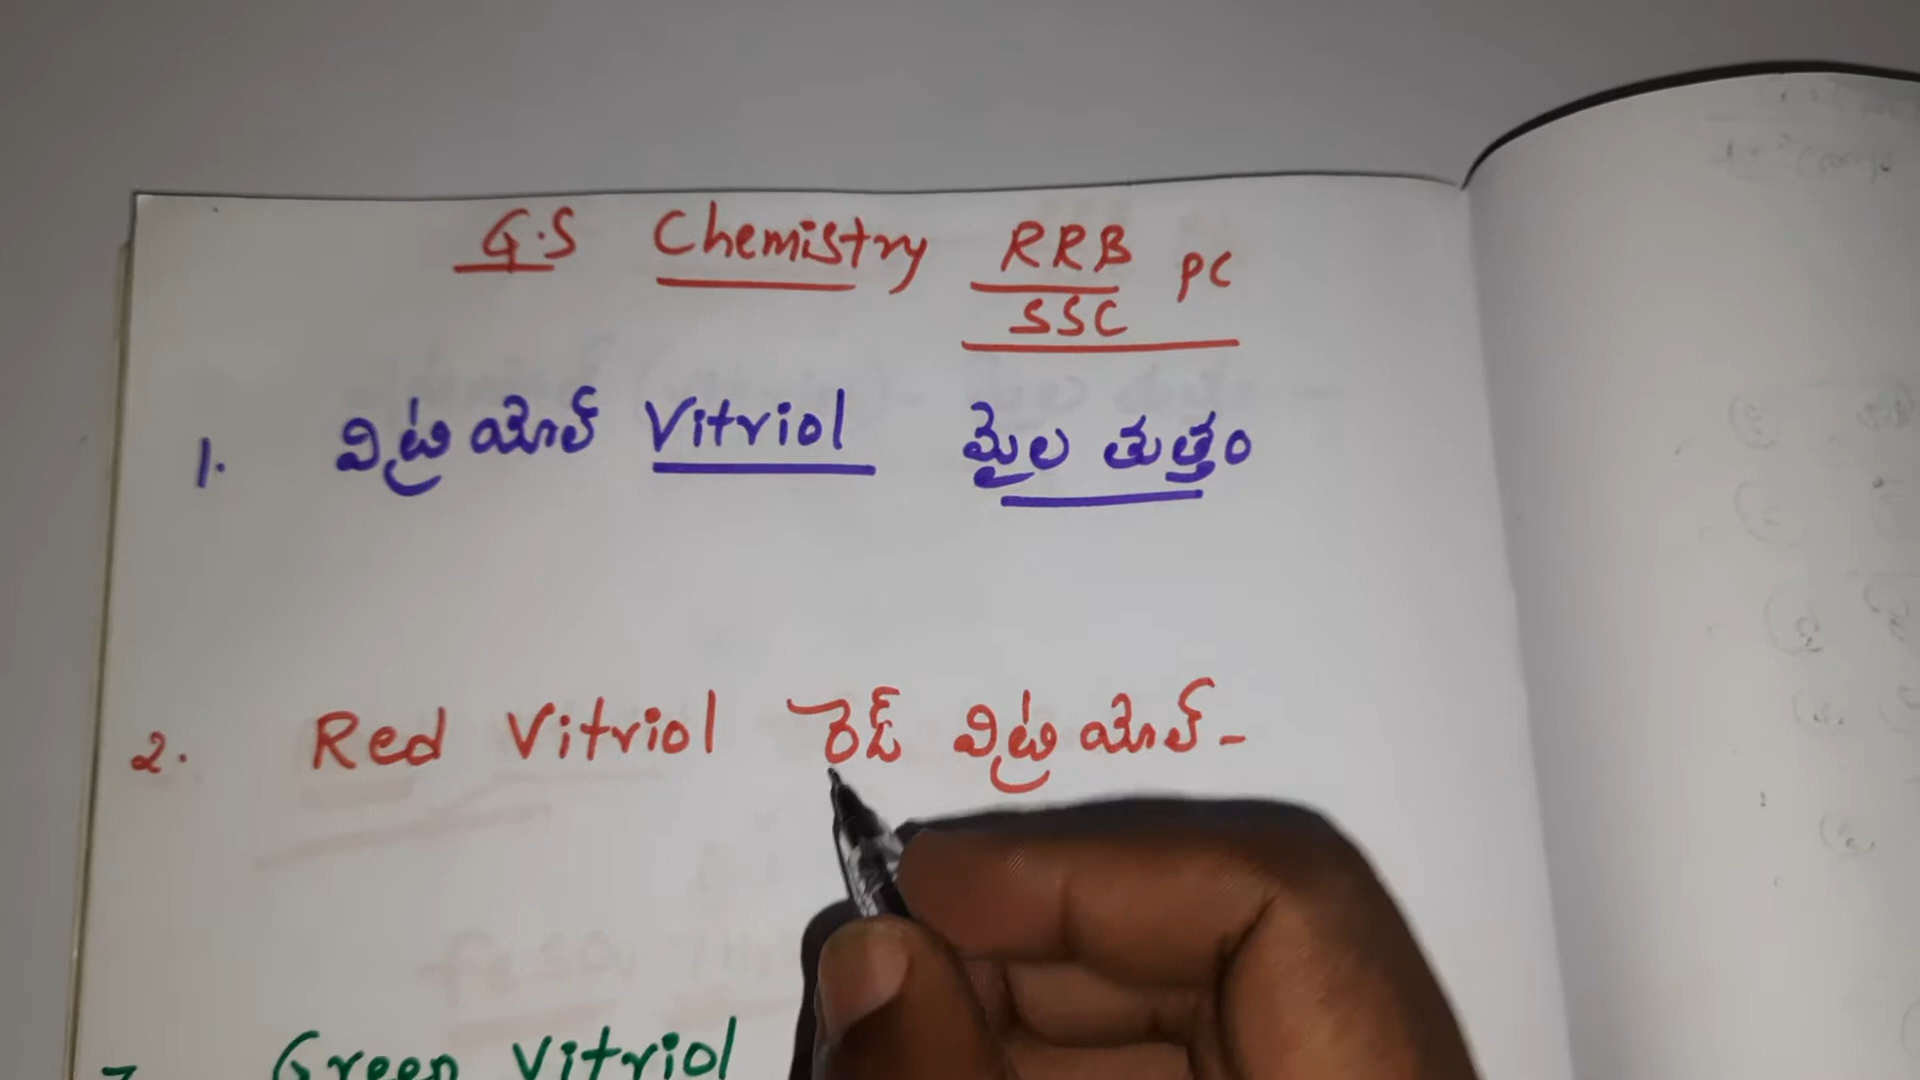 G.S Chemistry RRB PC
SSC
1. విట్రియోల్ Vitriol మైల తుత్తం
2. Red Vitriol రెడ్ విట్రియోల్ -
Green Vitriol